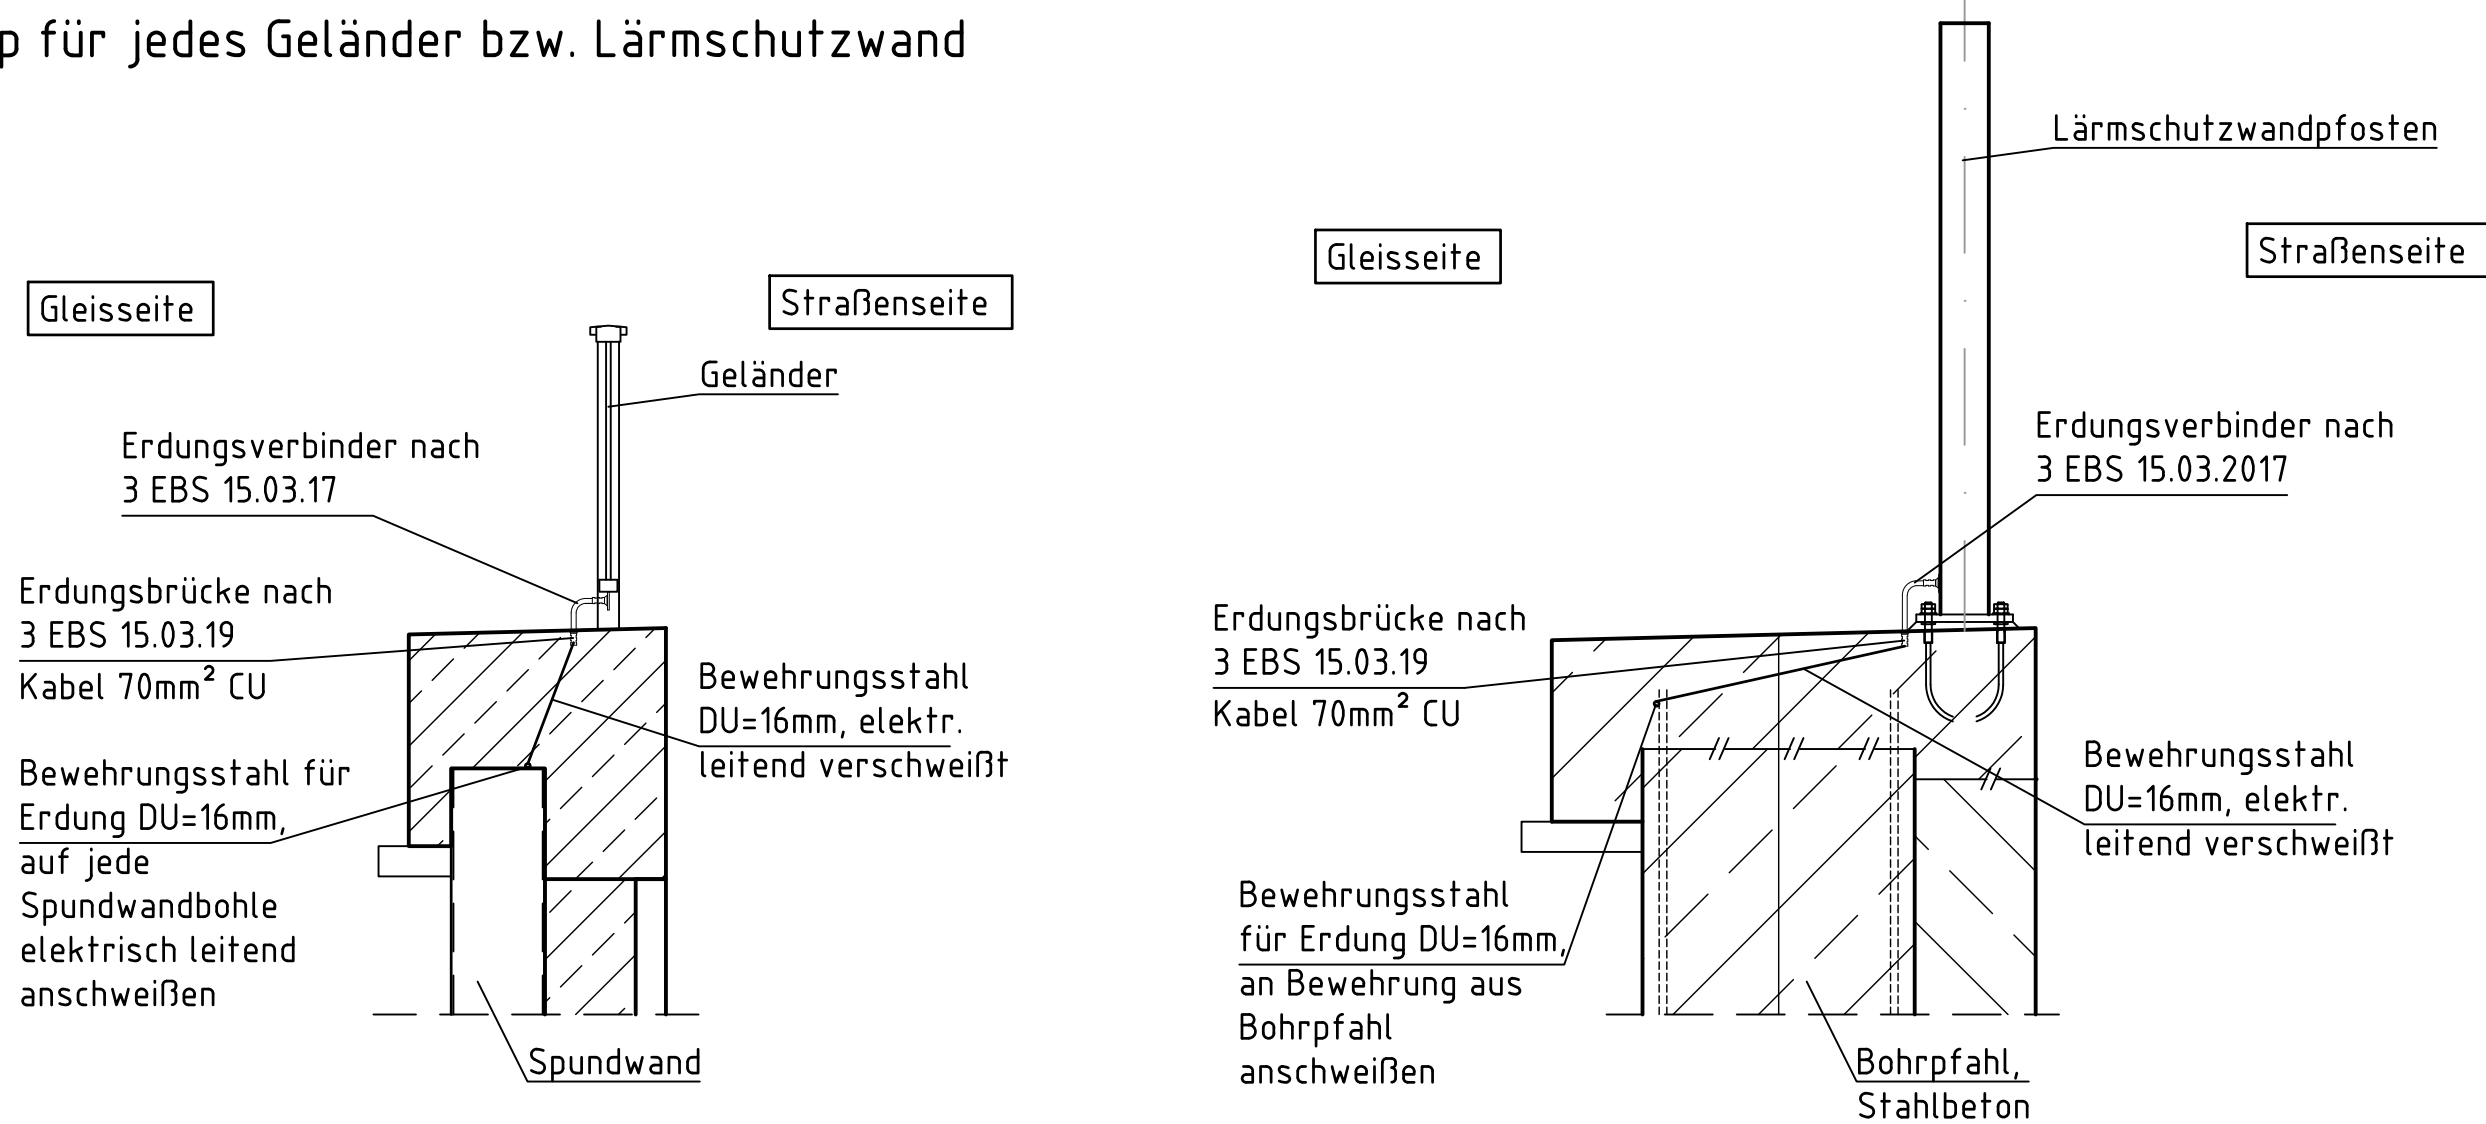 p für jedes Geländer bzw. Lärmschutzwand
Gleisseite
Straßenseite
Geländer
Erdungsverbinder nach
3 EBS 15.03.17
Erdungsbrücke nach
3 EBS 15.03.19
Kabel 70mm² CU
Bewehrungsstahl
DU=16mm, elektr.
leitend verschweißt
Bewehrungsstahl für
Erdung DU=16mm,
auf jede
Spundwandbohle
elektrisch leitend
anschweißen
Spundwand
Lärmschutzwandpfosten
Gleisseite
Straßenseite
Erdungsverbinder nach
3 EBS 15.03.2017
Erdungsbrücke nach
3 EBS 15.03.19
Kabel 70mm² CU
Bewehrungsstahl
DU=16mm, elektr.
leitend verschweißt
Bewehrungsstahl
für Erdung DU=16mm,
an Bewehrung aus
Bohrpfahl
anschweißen
Bohrpfahl,
Stahlbeton